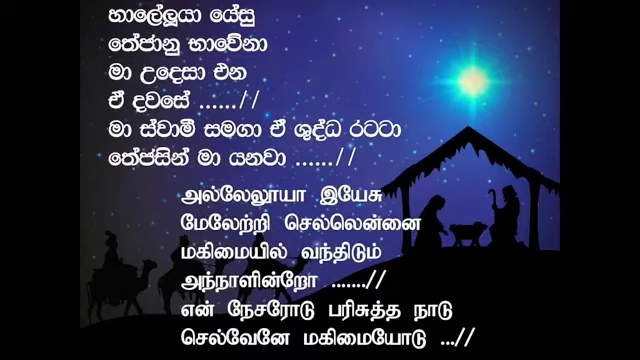 හාලේලූයා යේසු
තේජානු භාවේනා
මා උදෙසා එන
ඒ දවසේ ......//
මා ස්වාමී සමගා ඒ ශුද්ධ රටටා
තේජසින් මා යනවා ......//
அல்லேலூயா இயேசு
மேலேற்றி செல்லென்னை
மகிமையில் வந்திடும்
அந்நாளின்றோ .......//
என் நேசரோடு பரிசுத்த நாடு
செல்வேனே மகிமையோடு ...//